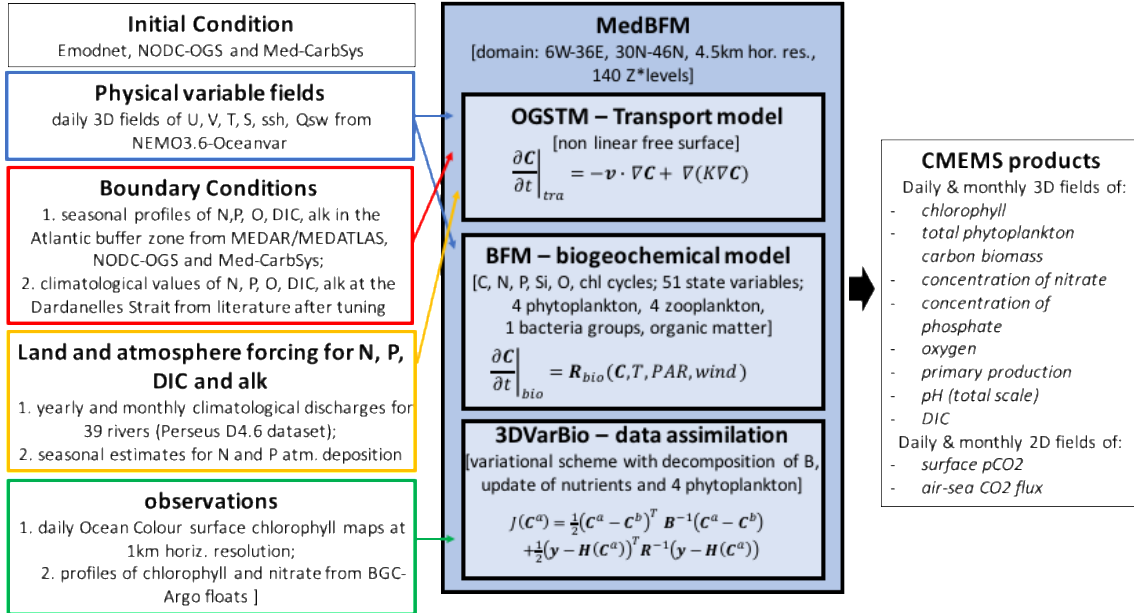 Initial Condition
Emodnet, NODC-OGS and Med-CarbSys
Physical variable fields
daily 3D fields of U, V, T, S, ssh, Qsw from
NEMO3.6-Oceanvar
Boundary Conditions
1. seasonal profiles of N,P, O, DIC, alk in the
Atlantic buffer zone from MEDAR/MEDATLAS,
NODC-OGS and Med-CarbSys;
2. climatological values of N, P, O, DIC, alk at the
Dardanelles Strait from literature after tuning
Land and atmosphere forcing for N, P,
DIC and alk
1. yearly and monthly climatological discharges for
39 rivers (Perseus D4.6 dataset);
2. seasonal estimates for N and P atm. deposition
observations
1. daily Ocean Colour surface chlorophyll maps at
1km horiz. resolution;
2. profiles of chlorophyll and nitrate from BGC-
Argo floats ]
MedBFM
[domain: 6W-36E, 30N-46N, 4.5km hor. res.,
140 Z*levels]
OGSTM – Transport model
[non linear free surface]
∂C/∂t|tra = −v · ∇C + ∇(K∇C)
BFM – biogeochemical model
[C, N, P, Si, O, chl cycles; 51 state variables;
4 phytoplankton, 4 zooplankton,
1 bacteria groups, organic matter]
∂C/∂t|bio = R_bio(C,T,PAR,wind)
3DVarBio – data assimilation
[variational scheme with decomposition of B,
update of nutrients and 4 phytoplankton]
J(Cᵃ) = ½(Cᵃ − Cᵇ)ᵀ B⁻¹(Cᵃ − Cᵇ)
+½(y − H(Cᵃ))ᵀ R⁻¹(y − H(Cᵃ))
CMEMS products
Daily & monthly 3D fields of:
- chlorophyll
- total phytoplankton
carbon biomass
- concentration of nitrate
- concentration of
phosphate
- oxygen
- primary production
- pH (total scale)
- DIC
Daily & monthly 2D fields of:
- surface pCO2
- air-sea CO2 flux